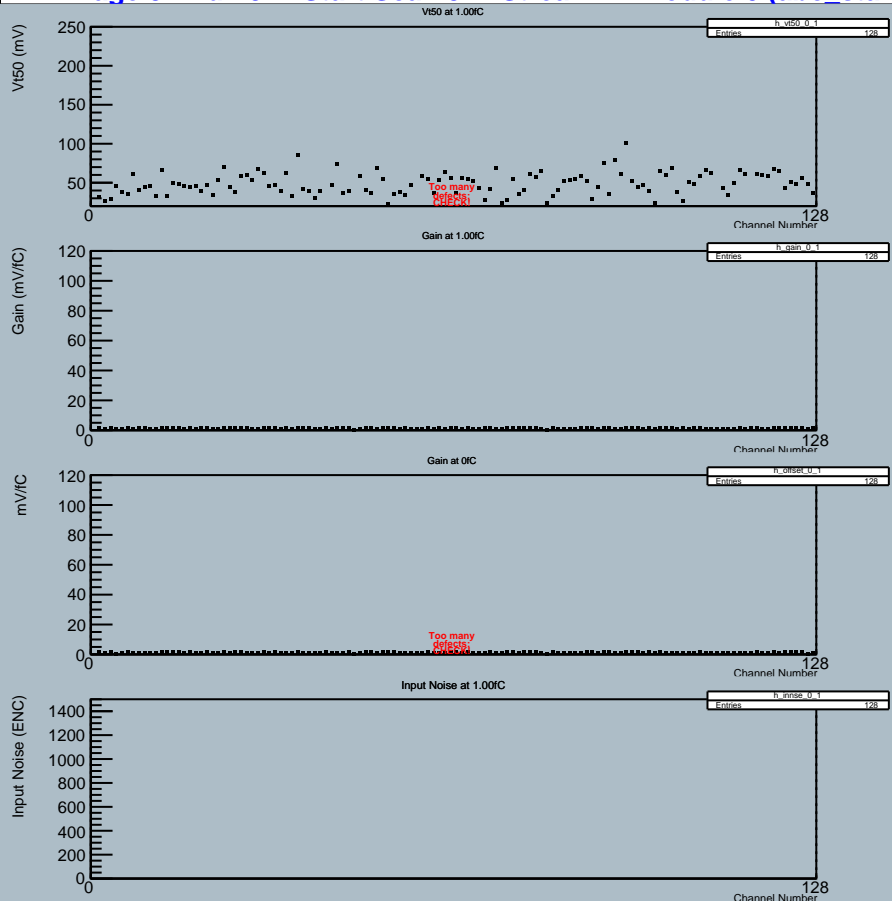 Vt50 at 1.00fC
h_vt50_0_1
Entries 128
Vt50 (mV)
250
200
150
100
50
Too many
defects;
CHECK!
0
128
Channel Number
Gain at 1.00fC
h_gain_0_1
Entries 128
Gain (mV/fC)
120
100
80
60
40
20
0
0
128
Channel Number
Gain at 0fC
h_offset_0_1
Entries 128
mV/fC
120
100
80
60
40
20
0
Too many
defects;
CHECK!
0
128
Channel Number
Input Noise at 1.00fC
h_innse_0_1
Entries 128
Input Noise (ENC)
1400
1200
1000
800
600
400
200
0
0
128
Channel Number